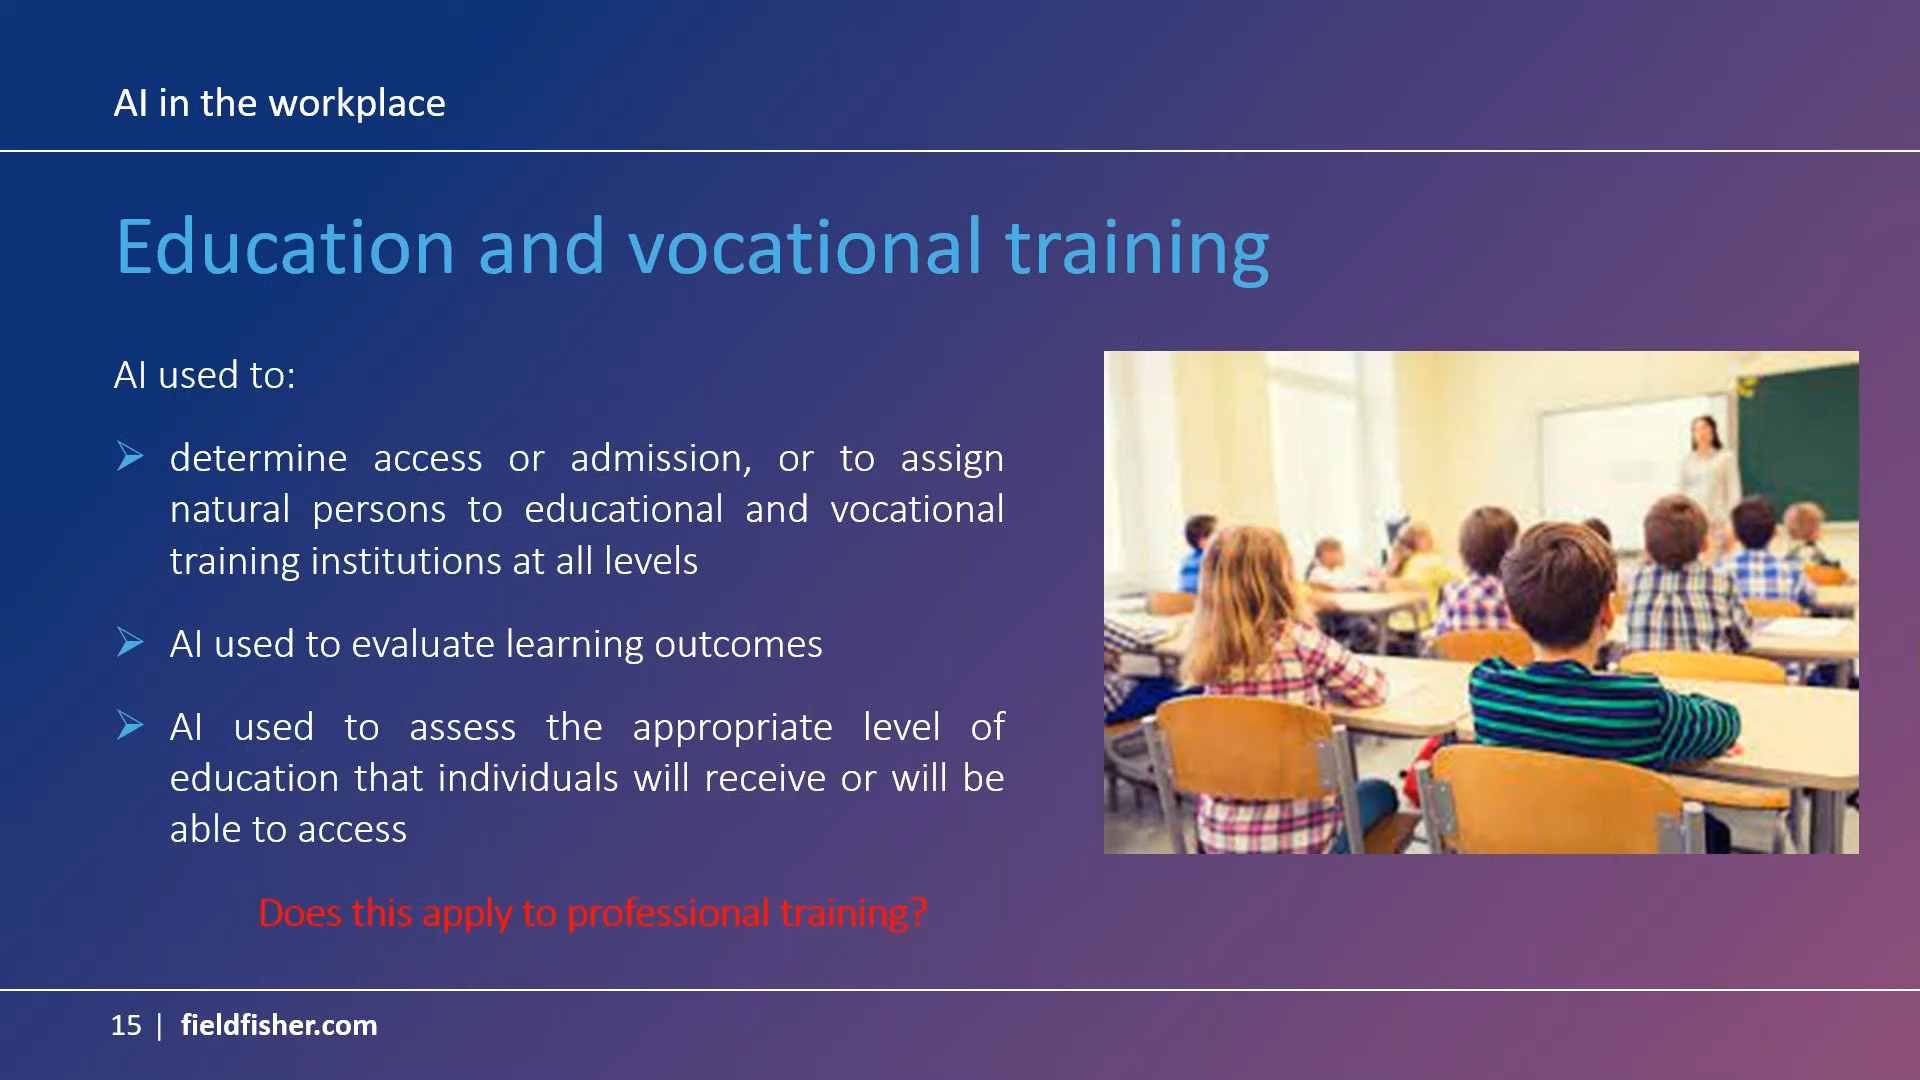 AI in the workplace
Education and vocational training
AI used to:
determine access or admission, or to assign
natural persons to educational and vocational
training institutions at all levels
AI used to evaluate learning outcomes
AI used to assess the appropriate level of
education that individuals will receive or will be
able to access
Does this apply to professional training?
15 | fieldfisher.com